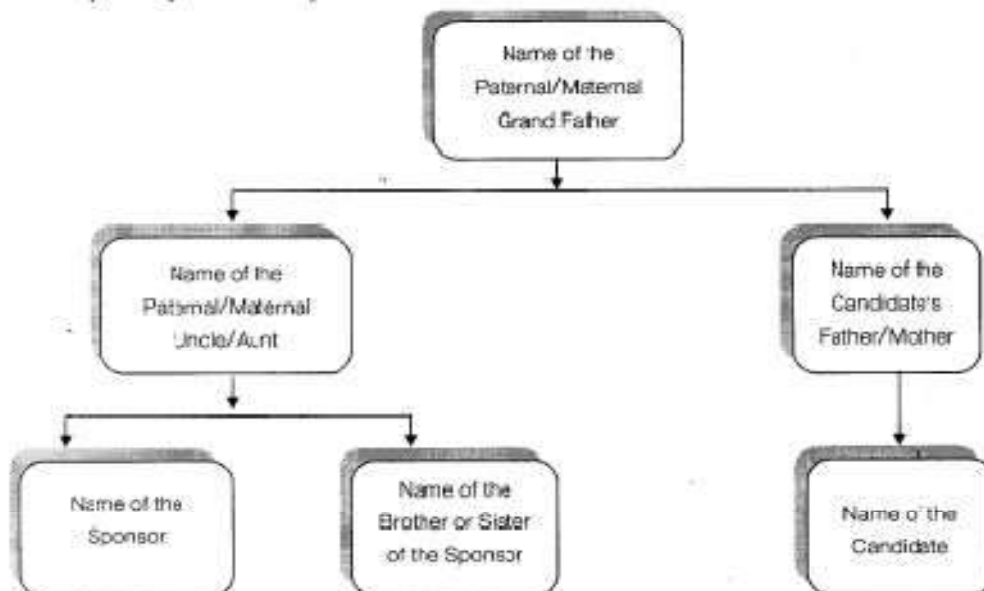 Name of the
Paternal/Maternal
Grand Father
Name of the
Paternal/Maternal
Uncle/Aunt
Name of the
Candidate's
Father/Mother
Name of the
Sponsor
Name of the
Brother or Sister
of the Sponsor
Name of the
Candidate